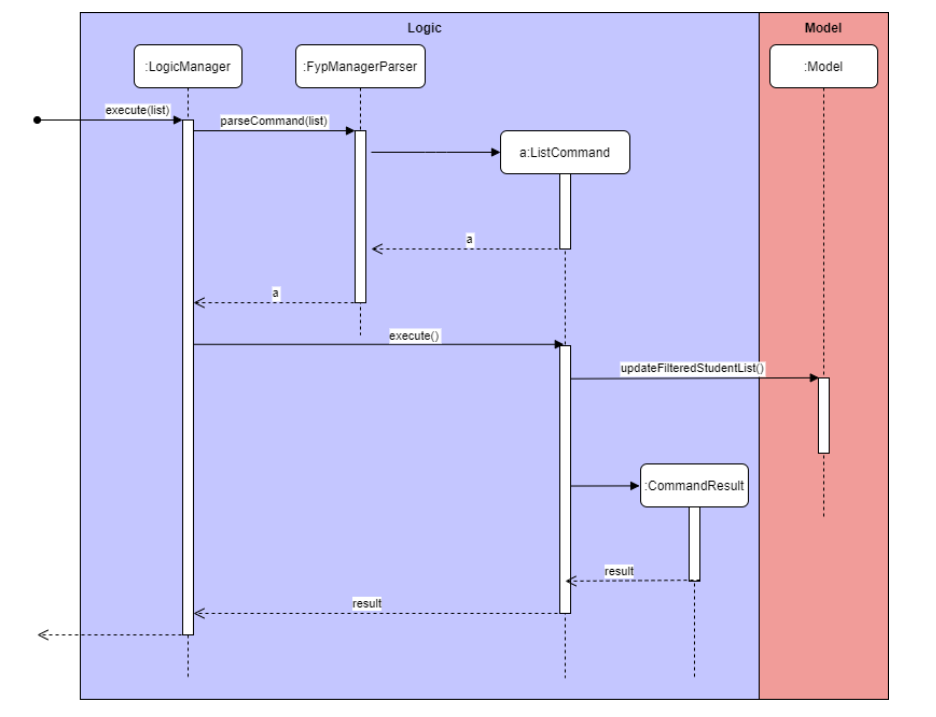 Logic
Model
:LogicManager
:FypManagerParser
:Model
execute(list)
parseCommand(list)
a:ListCommand
a
a
execute()
updateFilteredStudentList()
:CommandResult
result
result